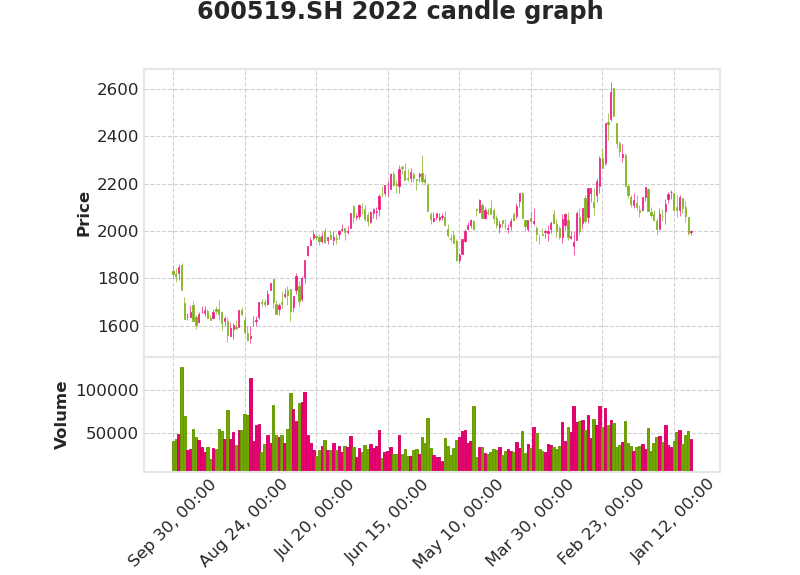 600519.SH 2022 candle graph
Price
2600
2400
2200
2000
1800
1600
Volume
100000
50000
Sep 30, 00:00
Aug 24, 00:00
Jul 20, 00:00
Jun 15, 00:00
May 10, 00:00
Mar 30, 00:00
Feb 23, 00:00
Jan 12, 00:00